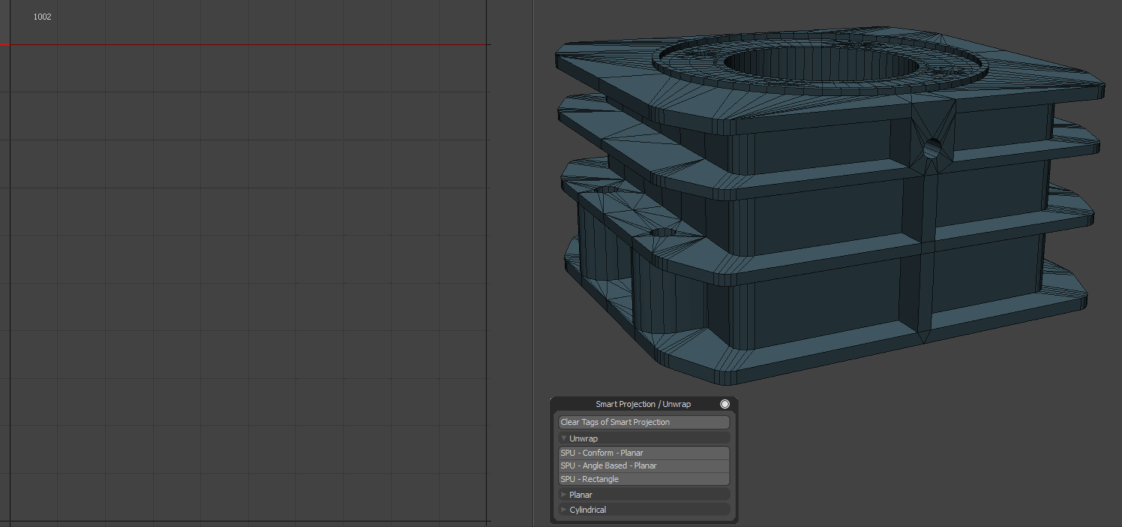 1002
Smart Projection / Unwrap
Clear Tags of Smart Projection
Unwrap
SPU - Conform - Planar
SPU - Angle Based - Planar
SPU - Rectangle
Planar
Cylindrical